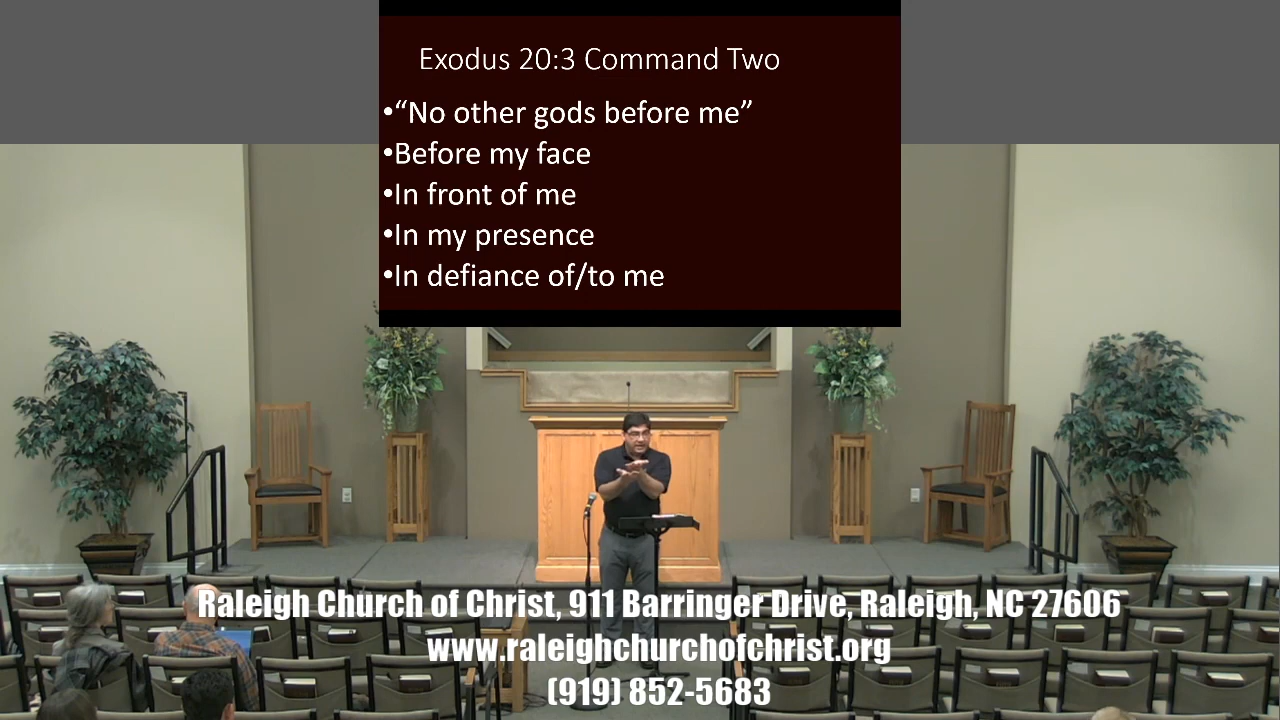 Exodus 20:3 Command Two
•“No other gods before me”
•Before my face
•In front of me
•In my presence
•In defiance of/to me
Raleigh Church of Christ, 911 Barringer Drive, Raleigh, NC 27606
www.raleighchurchofchrist.org
(919) 852-5683